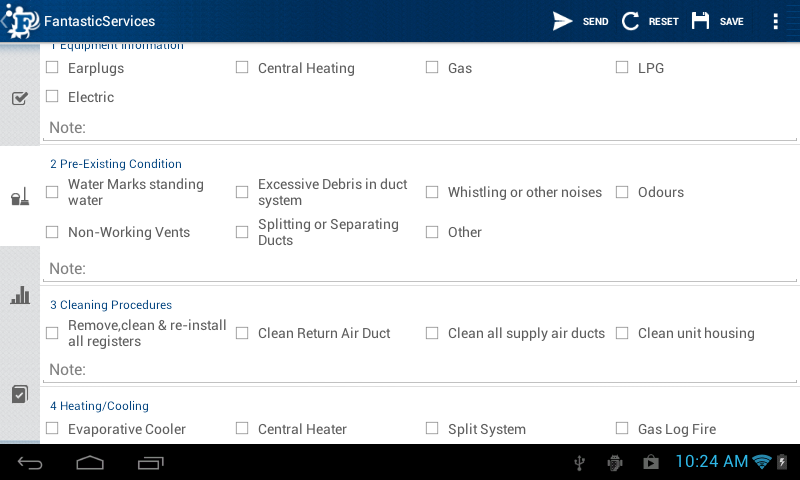 FantasticServices
SEND
RESET
SAVE
1 Equipment Information
Earplugs
Central Heating
Gas
LPG
Electric
Note:
2 Pre-Existing Condition
Water Marks standing
water
Excessive Debris in duct
system
Whistling or other noises
Odours
Non-Working Vents
Splitting or Separating
Ducts
Other
Note:
3 Cleaning Procedures
Remove,clean & re-install
all registers
Clean Return Air Duct
Clean all supply air ducts
Clean unit housing
Note:
4 Heating/Cooling
Evaporative Cooler
Central Heater
Split System
Gas Log Fire
10:24 AM